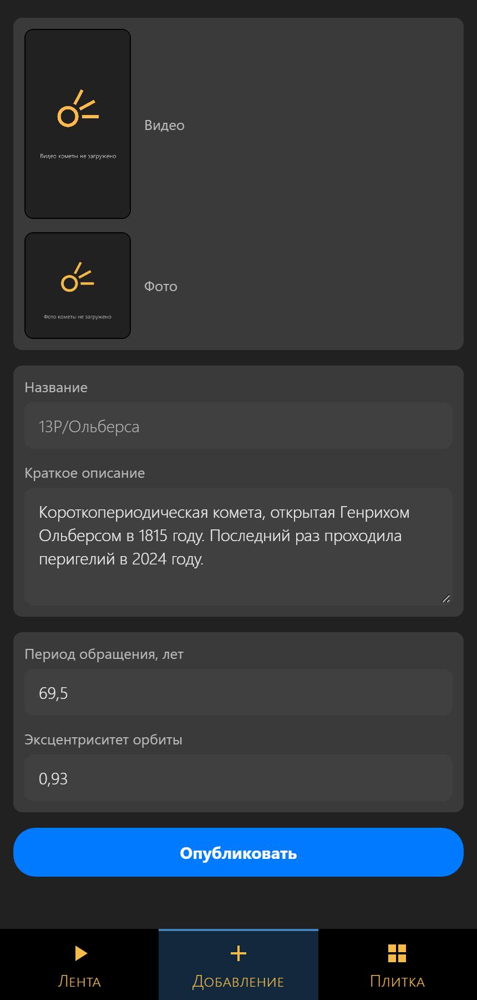 Видео кометы не загружено
Видео
Фото кометы не загружено
Фото
Название
13P/Ольберса
Краткое описание
Короткопериодическая комета, открытая Генрихом
Ольберсом в 1815 году. Последний раз проходила
перигелий в 2024 году.
Период обращения, лет
69,5
Эксцентриситет орбиты
0,93
Опубликовать
Лента
Добавление
Плитка